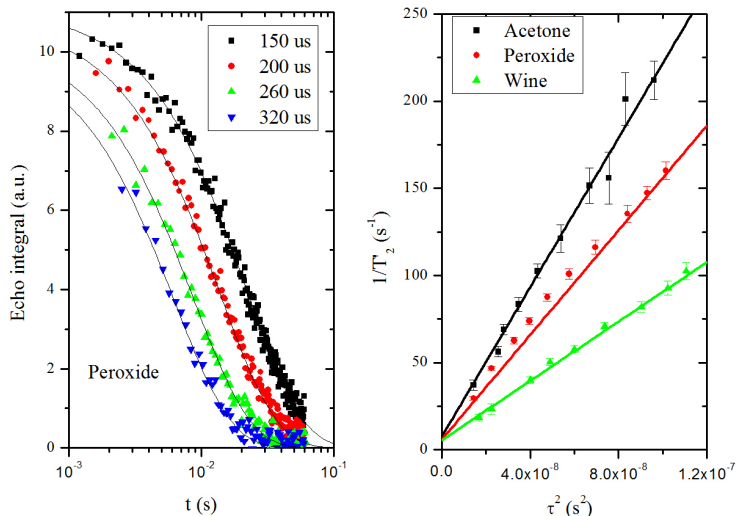 10
8
6
4
2
0
Echo integral (a.u.)
150 us
200 us
260 us
320 us
Peroxide
10⁻³
10⁻²
10⁻¹
t (s)
250
200
150
100
50
0
1/T'₂ (s⁻¹)
Acetone
Peroxide
Wine
0.0
4.0x10⁻⁸
8.0x10⁻⁸
1.2x10⁻⁷
τ² (s²)